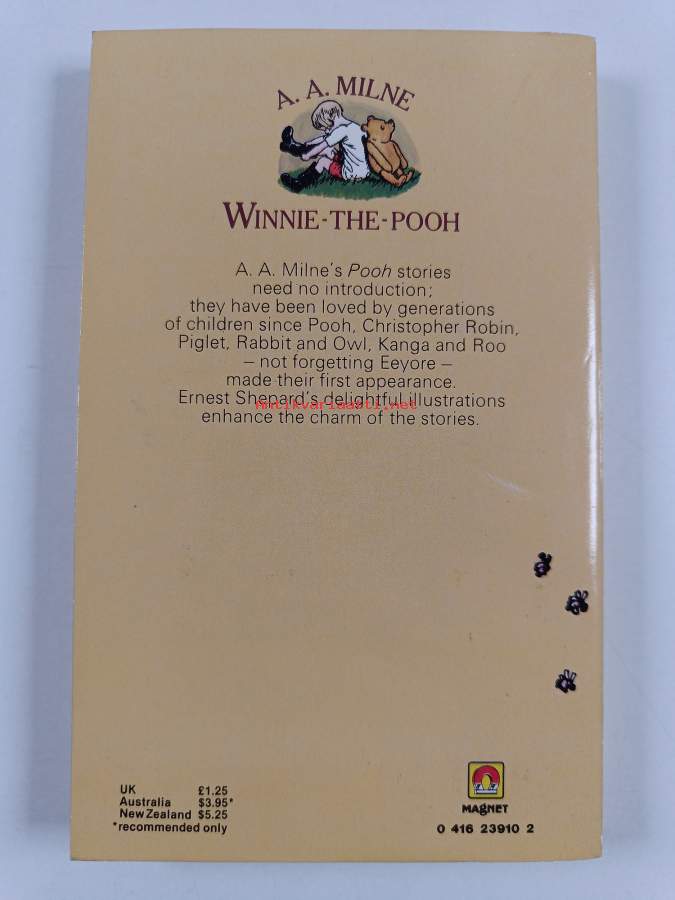 A. A. MILNE
WINNIE-THE-POOH
A. A. Milne's Pooh stories
need no introduction;
they have been loved by generations
of children since Pooh, Christopher Robin,
Piglet, Rabbit and Owl, Kanga and Roo
– not forgetting Eeyore –
made their first appearance.
Ernest Shepard's delightful illustrations
Antikvariaatti.net
enhance the charm of the stories.
UK £1.25
Australia $3.95*
New Zealand $5.25
*recommended only
MAGNET
0 416 23910 2